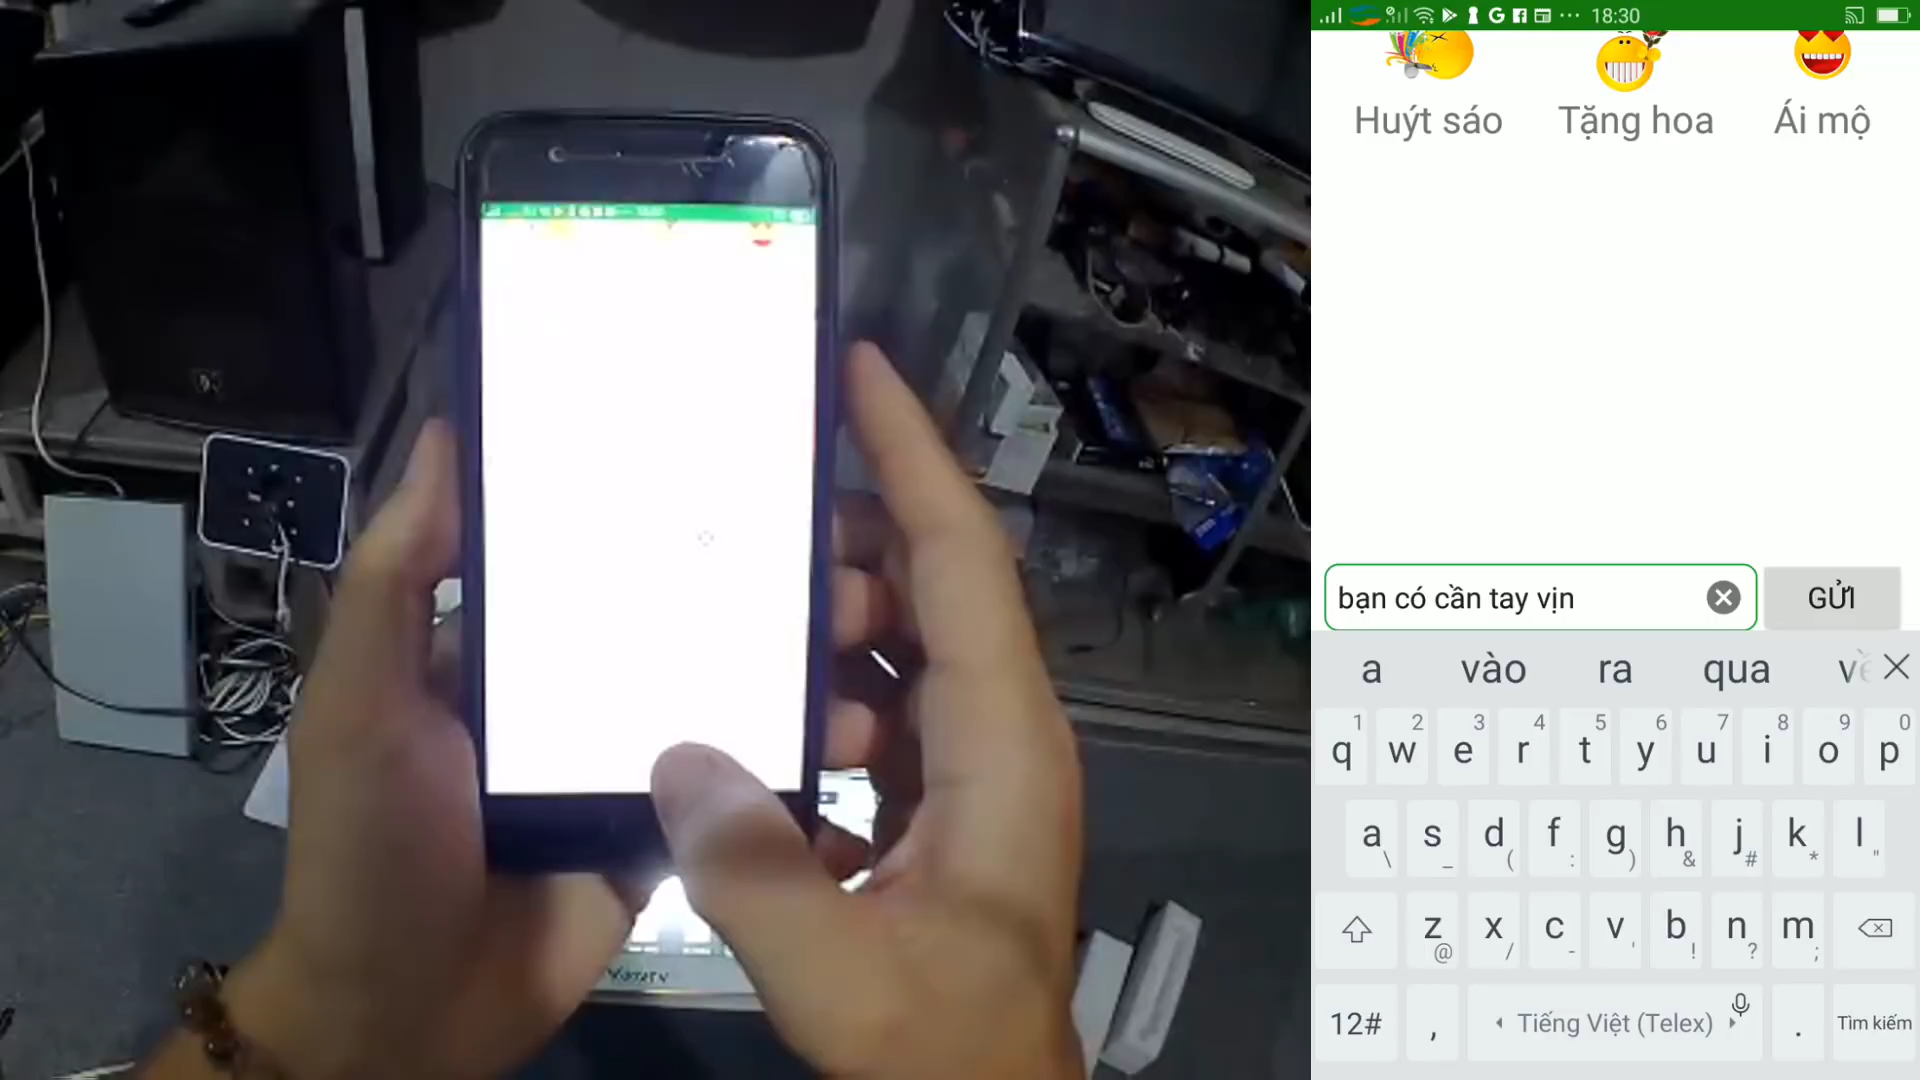 18:30
Huýt sáo Tặng hoa Ái mộ
bạn có cần tay vịn GỬI
a vào ra qua
1 2 3 4 5 6 7 8 9 0
q w e r t y u i o p
a s d f g h j k l
\ _ ( : ) & # * "
z x c v b n m
@ / - ' ! ? ;
12# , Tiếng Việt (Telex) . Tìm kiếm